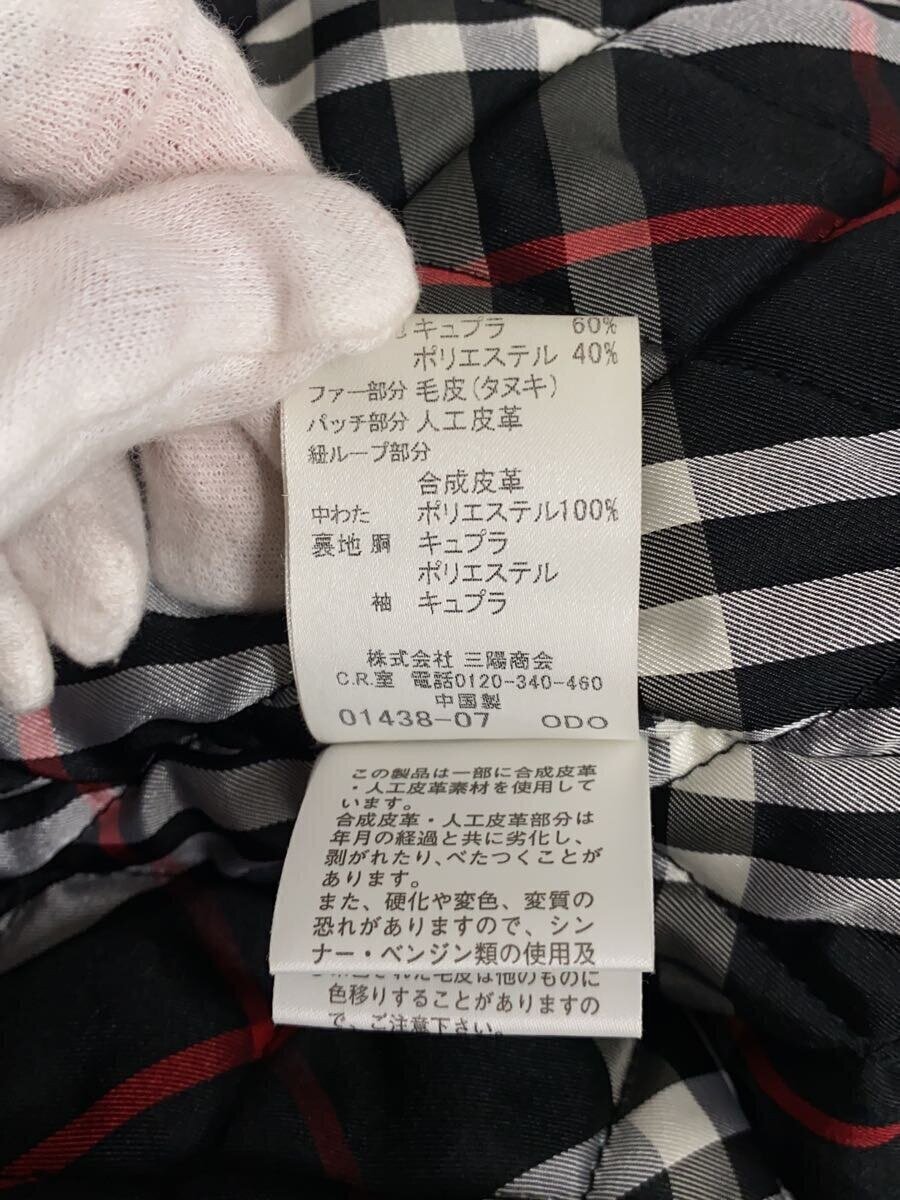 キュプラ 60%
ポリエステル 40%
ファー部分 毛皮(タヌキ)
パッチ部分 人工皮革
紐ループ部分
合成皮革
中わた ポリエステル100%
裏地 胴 キュプラ
ポリエステル
袖 キュプラ
株式会社 三陽商会
C.R.室 電話0120-340-460
中国製
01438-07 ODO
この製品は一部に合成皮革
・人工皮革素材を使用して
います。
合成皮革・人工皮革部分は
年月の経過と共に劣化し、
剥がれたり、べたつくことが
あります。
また、硬化や変色、変質の
恐れがありますので、シン
ナー・ベンジン類の使用及
毛皮は他のものに
色移りすることがありますの
で、ご注意下さい。